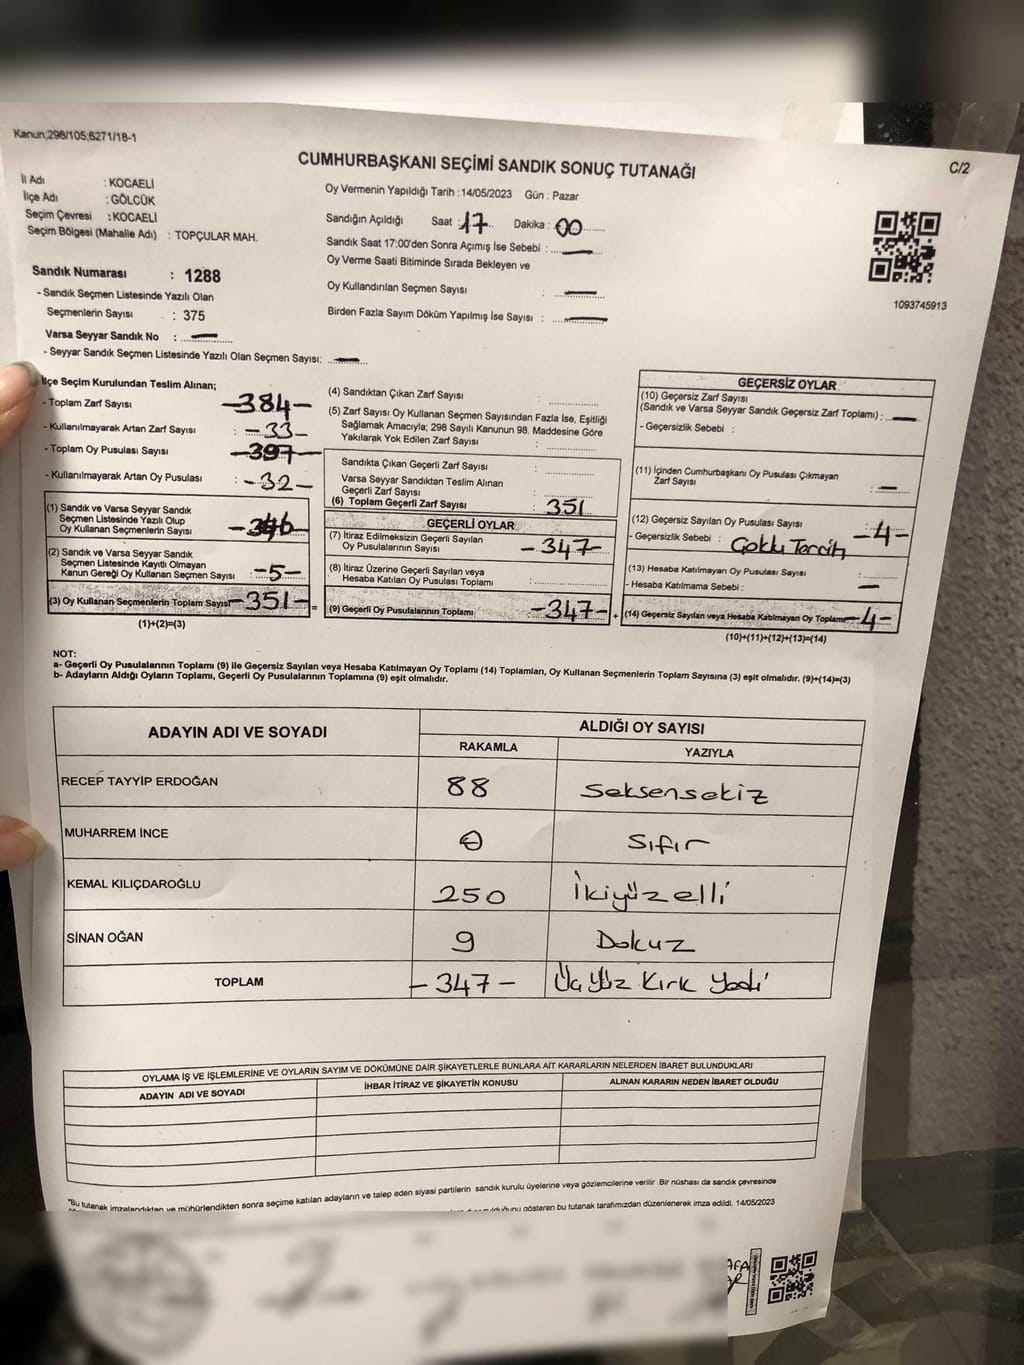 Kanun;298/105;6271/18-1
CUMHURBAŞKANI SEÇİMİ SANDIK SONUÇ TUTANAĞI
C/2
İl Adı : KOCAELİ
İlçe Adı : GÖLCÜK
Seçim Çevresi : KOCAELİ
Seçim Bölgesi (Mahalle Adı) : TOPÇULAR MAH.
Sandık Numarası : 1288
- Sandık Seçmen Listesinde Yazılı Olan
Seçmenlerin Sayısı : 375
Varsa Seyyar Sandık No :
- Seyyar Sandık Seçmen Listesinde Yazılı Olan Seçmen Sayısı:
Oy Vermenin Yapıldığı Tarih : 14/05/2023 Gün : Pazar
Sandığın Açıldığı Saat : 17 Dakika : 00
Sandık Saat 17:00'den Sonra Açımış İse Sebebi :
Oy Verme Saati Bitiminde Sırada Bekleyen ve
Oy Kullandırılan Seçmen Sayısı :
Birden Fazla Sayım Döküm Yapılmış İse Sayısı :
1093745913
İlçe Seçim Kurulundan Teslim Alınan;
- Toplam Zarf Sayısı -384-
- Kullanılmayarak Artan Zarf Sayısı : -33-
- Toplam Oy Pusulası Sayısı -397-
- Kullanılmayarak Artan Oy Pusulası : -32-
(1) Sandık ve Varsa Seyyar Sandık
Seçmen Listesinde Yazılı Olup
Oy Kullanan Seçmenlerin Sayısı -346-
(2) Sandık ve Varsa Seyyar Sandık
Seçmen Listesinde Kayıtlı Olmayan
Kanun Gereği Oy Kullanan Seçmen Sayısı -5-
(3) Oy Kullanan Seçmenlerin Toplam Sayısı -351-
(1)+(2)=(3)
=
(4) Sandıktan Çıkan Zarf Sayısı :
(5) Zarf Sayısı Oy Kullanan Seçmen Sayısından Fazla İse, Eşitliği
Sağlamak Amacıyla; 298 Sayılı Kanunun 98. Maddesine Göre
Yakılarak Yok Edilen Zarf Sayısı :
Sandıkta Çıkan Geçerli Zarf Sayısı :
Varsa Seyyar Sandıktan Teslim Alınan
Geçerli Zarf Sayısı :
(6) Toplam Geçerli Zarf Sayısı 351
GEÇERLİ OYLAR
(7) İtiraz Edilmeksizin Geçerli Sayılan
Oy Pusulalarının Sayısı -347-
(8) İtiraz Üzerine Geçerli Sayılan veya
Hesaba Katılan Oy Pusulası Toplamı
(9) Geçerli Oy Pusulalarının Toplamı -347-
+
GEÇERSİZ OYLAR
(10) Geçersiz Zarf Sayısı
(Sandık ve Varsa Seyyar Sandık Geçersiz Zarf Toplamı) :
- Geçersizlik Sebebi :
(11) İçinden Cumhurbaşkanı Oy Pusulası Çıkmayan
Zarf Sayısı :
(12) Geçersiz Sayılan Oy Pusulası Sayısı : -4-
- Geçersizlik Sebebi : Çoklu Tercih
(13) Hesaba Katılmayan Oy Pusulası Sayısı :
- Hesaba Katılmama Sebebi :
(14) Geçersiz Sayılan veya Hesaba Katılmayan Oy Toplamı -4-
(10)+(11)+(12)+(13)=(14)
NOT:
a- Geçerli Oy Pusulalarının Toplamı (9) ile Geçersiz Sayılan veya Hesaba Katılmayan Oy Toplamı (14) Toplamları, Oy Kullanan Seçmenlerin Toplam Sayısına (3) eşit olmalıdır. (9)+(14)=(3)
b- Adayların Aldığı Oyların Toplamı, Geçerli Oy Pusulalarının Toplamına (9) eşit olmalıdır.
ADAYIN ADI VE SOYADI
ALDIĞI OY SAYISI
RAKAMLA YAZIYLA
RECEP TAYYİP ERDOĞAN 88 Seksensekiz
MUHARREM İNCE 0 Sıfır
KEMAL KILIÇDAROĞLU 250 İkiyüzelli
SİNAN OĞAN 9 Dokuz
TOPLAM -347- Üç Yüz Kırk Yedi
OYLAMA İŞ VE İŞLEMLERİNE VE OYLARIN SAYIM VE DÖKÜMÜNE DAİR ŞİKAYETLERLE BUNLARA AİT KARARLARIN NELERDEN İBARET BULUNDUKLARI
ADAYIN ADI VE SOYADI İHBAR İTİRAZ VE ŞİKAYETİN KONUSU ALINAN KARARIN NEDEN İBARET OLDUĞU
*Bu tutanak imzalandıktan ve mühürlendikten sonra seçime katılan adayların ve talep eden siyasi partilerin sandık kurulu üyelerine veya gözlemcilerine verilir. Bir nüshası da sandık çevresinde
gösteren bu tutanak tarafımızdan düzenlenerek imza edildi. 14/05/2023